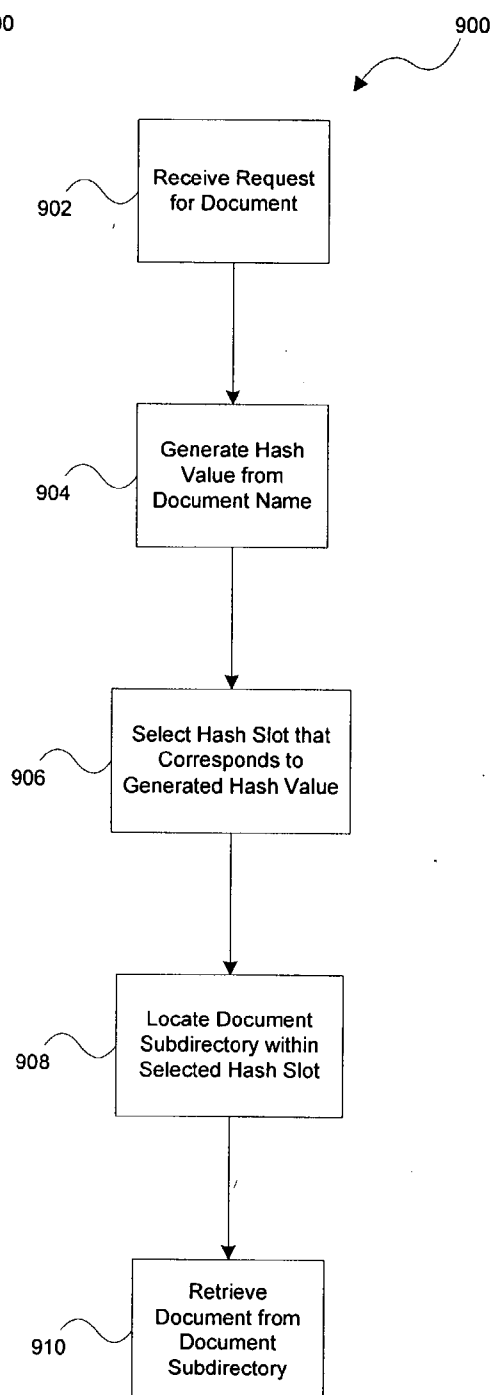 900
Receive Request
for Document
902
Generate Hash
Value from
Document Name
904
Select Hash Slot that
Corresponds to
Generated Hash Value
906
Locate Document
Subdirectory within
Selected Hash Slot
908
Retrieve
Document from
Document
Subdirectory
910